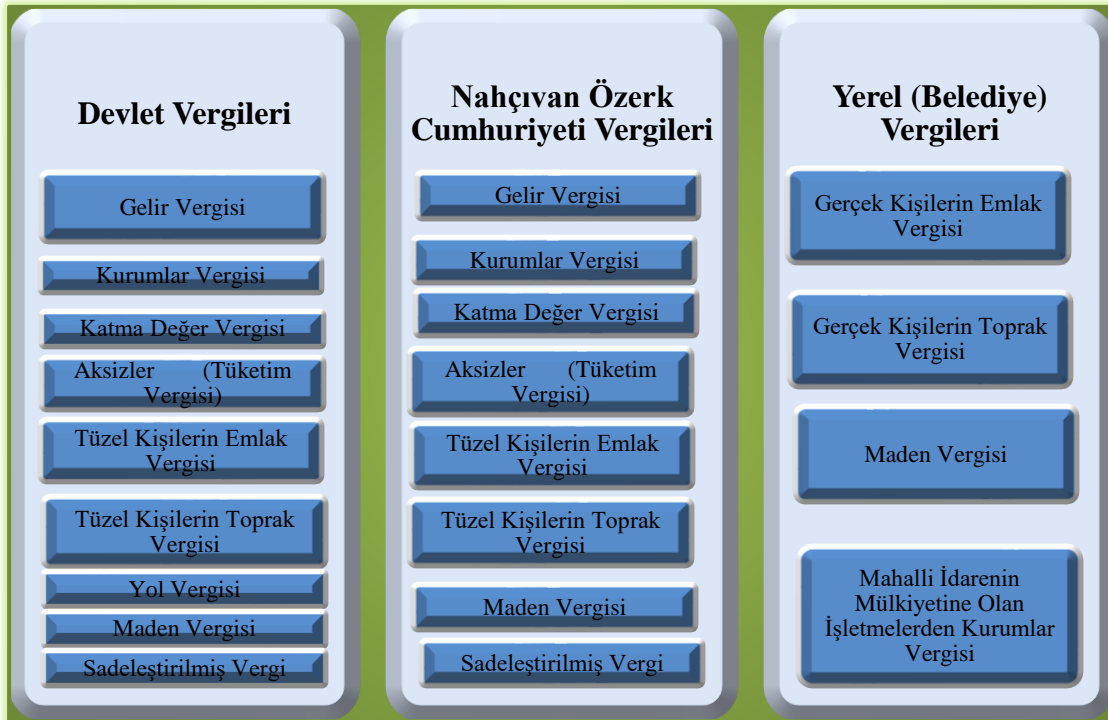 Devlet Vergileri
Gelir Vergisi
Kurumlar Vergisi
Katma Değer Vergisi
Aksizler (Tüketim
Vergisi)
Tüzel Kişilerin Emlak
Vergisi
Tüzel Kişilerin Toprak
Vergisi
Yol Vergisi
Maden Vergisi
Sadeleştirilmiş Vergi
Nahçıvan Özerk
Cumhuriyeti Vergileri
Gelir Vergisi
Kurumlar Vergisi
Katma Değer Vergisi
Aksizler (Tüketim
Vergisi)
Tüzel Kişilerin Emlak
Vergisi
Tüzel Kişilerin Toprak
Vergisi
Maden Vergisi
Sadeleştirilmiş Vergi
Yerel (Belediye)
Vergileri
Gerçek Kişilerin Emlak
Vergisi
Gerçek Kişilerin Toprak
Vergisi
Maden Vergisi
Mahalli İdarenin
Mülkiyetine Olan
İşletmelerden Kurumlar
Vergisi